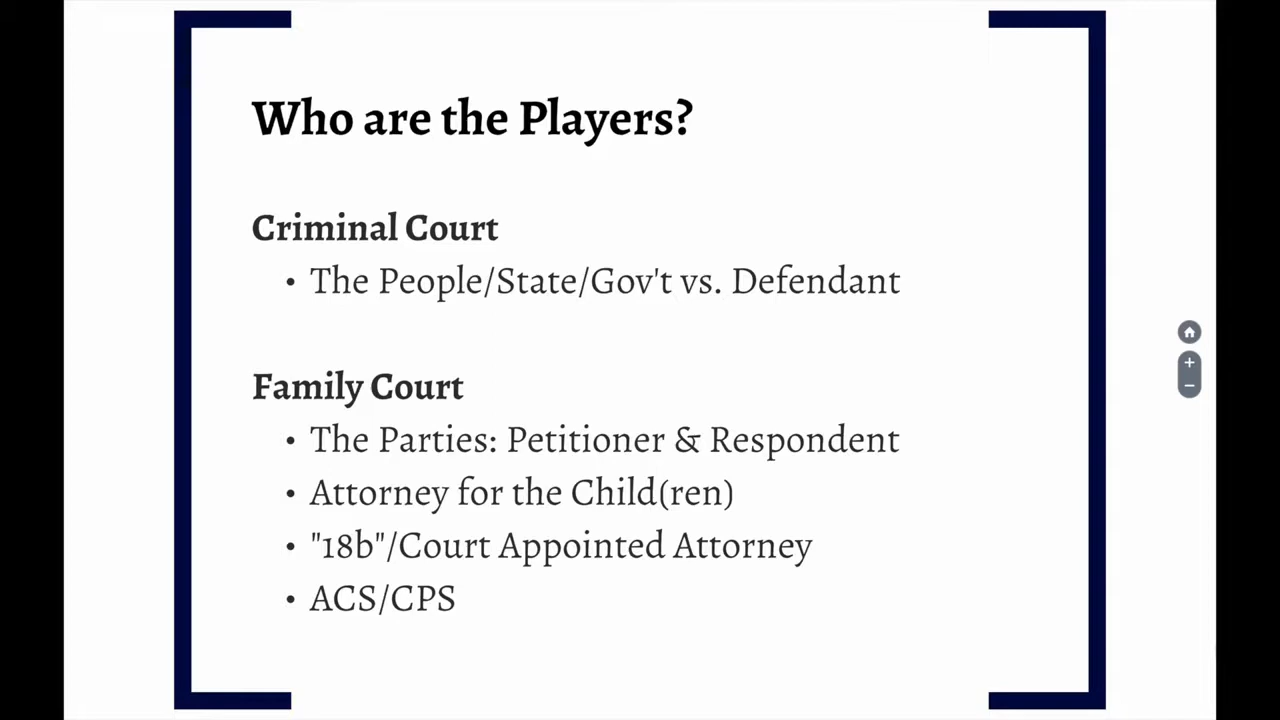 Who are the Players?
Criminal Court
• The People/State/Gov't vs. Defendant
Family Court
• The Parties: Petitioner & Respondent
• Attorney for the Child(ren)
• "18b"/Court Appointed Attorney
• ACS/CPS